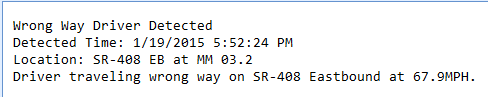 Wrong Way Driver Detected
Detected Time: 1/19/2015 5:52:24 PM
Location: SR-408 EB at MM 03.2
Driver traveling wrong way on SR-408 Eastbound at 67.9MPH.